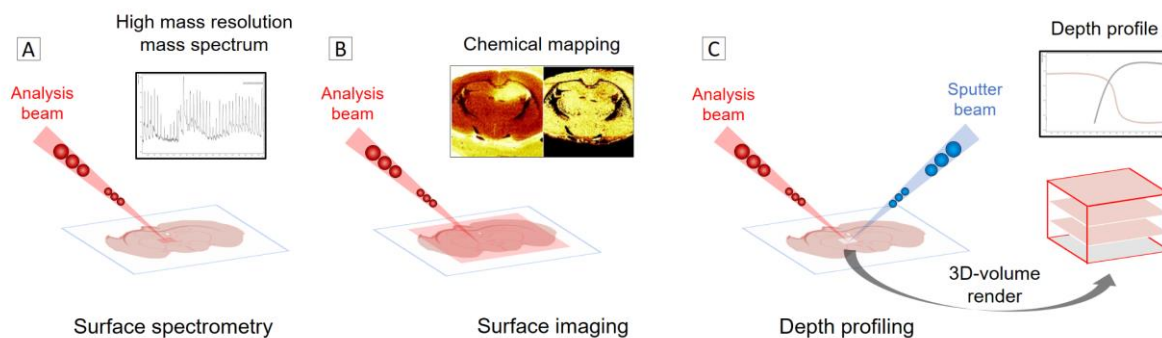 A
High mass resolution
mass spectrum
Analysis
beam
Surface spectrometry
B
Chemical mapping
Analysis
beam
Surface imaging
C
Depth profile
Analysis
beam
Sputter
beam
3D-volume
render
Depth profiling